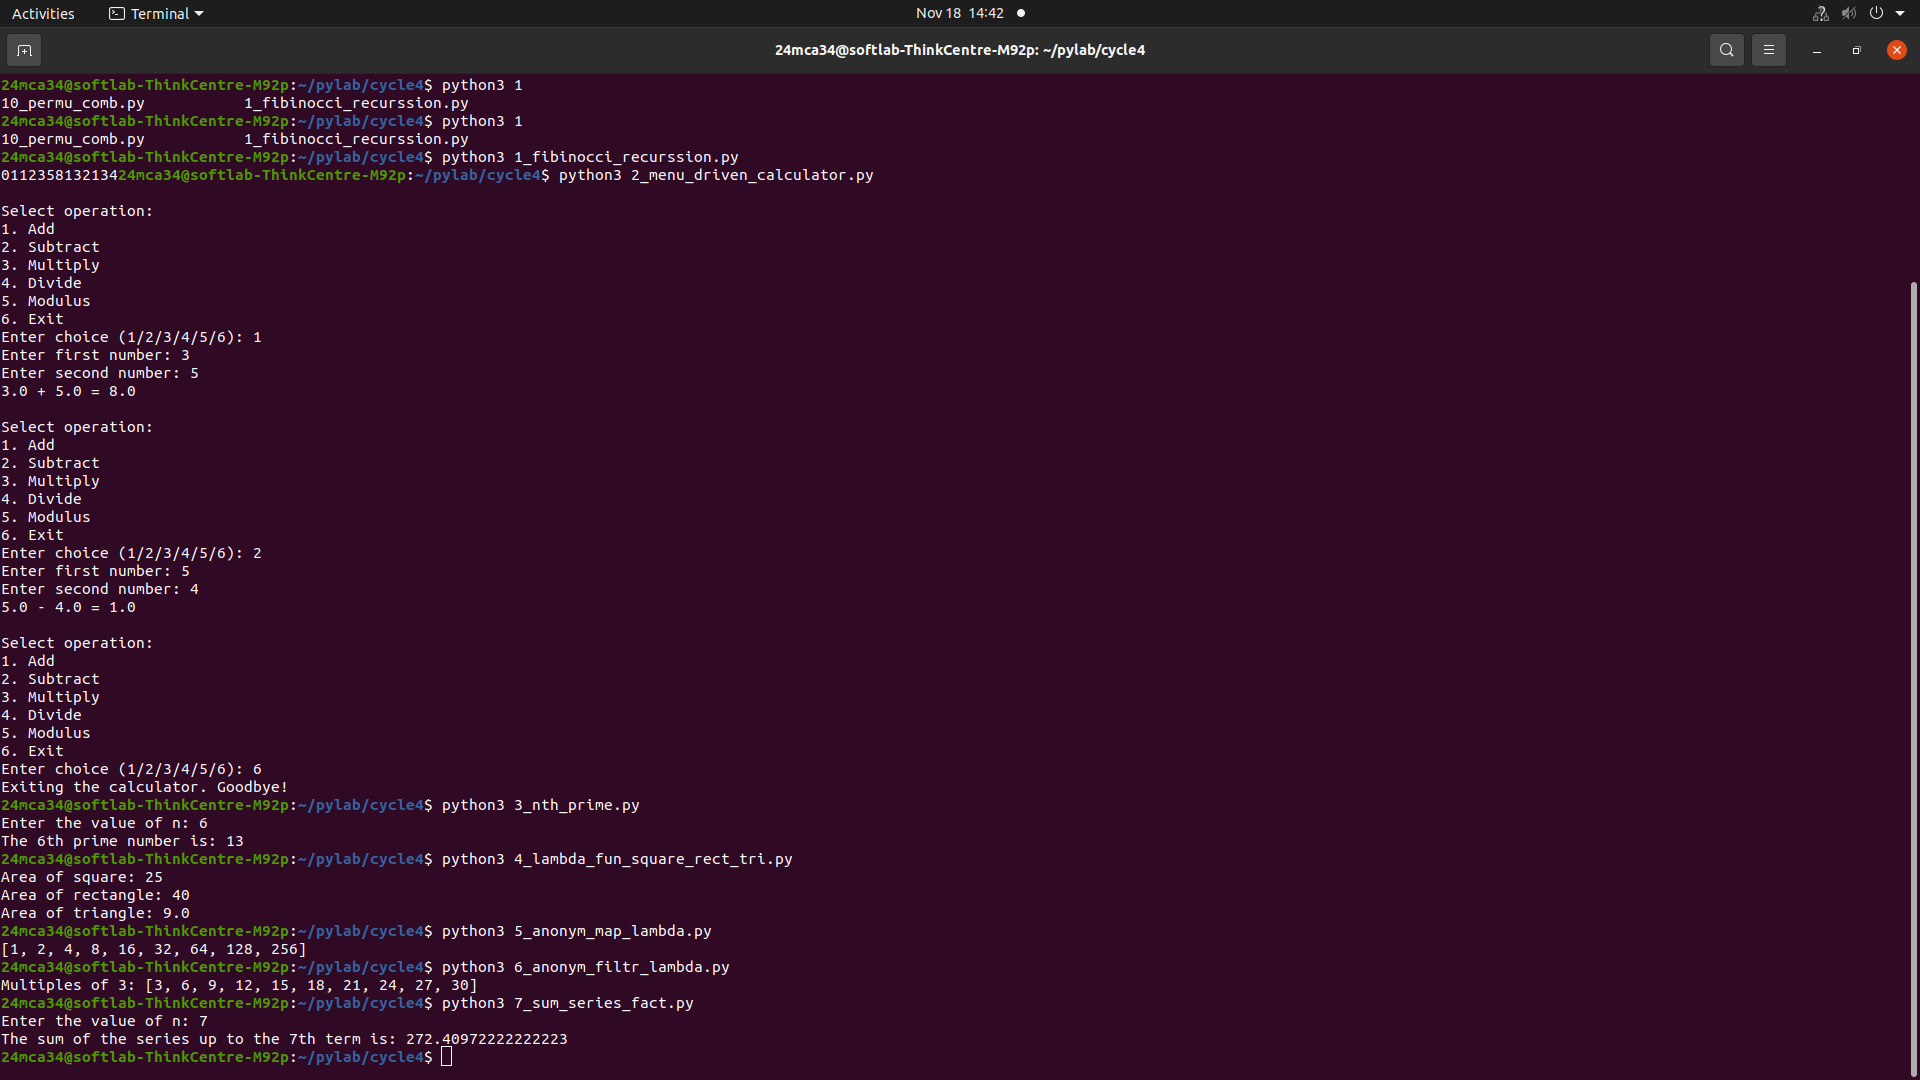 Activities Terminal Nov 18 14:42
24mca34@softlab-ThinkCentre-M92p: ~/pylab/cycle4
24mca34@softlab-ThinkCentre-M92p:~/pylab/cycle4$ python3 1
10_permu_comb.py           1_fibinocci_recurssion.py
24mca34@softlab-ThinkCentre-M92p:~/pylab/cycle4$ python3 1
10_permu_comb.py           1_fibinocci_recurssion.py
24mca34@softlab-ThinkCentre-M92p:~/pylab/cycle4$ python3 1_fibinocci_recurssion.py
011235813213424mca34@softlab-ThinkCentre-M92p:~/pylab/cycle4$ python3 2_menu_driven_calculator.py
Select operation:
1. Add
2. Subtract
3. Multiply
4. Divide
5. Modulus
6. Exit
Enter choice (1/2/3/4/5/6): 1
Enter first number: 3
Enter second number: 5
3.0 + 5.0 = 8.0
Select operation:
1. Add
2. Subtract
3. Multiply
4. Divide
5. Modulus
6. Exit
Enter choice (1/2/3/4/5/6): 2
Enter first number: 5
Enter second number: 4
5.0 - 4.0 = 1.0
Select operation:
1. Add
2. Subtract
3. Multiply
4. Divide
5. Modulus
6. Exit
Enter choice (1/2/3/4/5/6): 6
Exiting the calculator. Goodbye!
24mca34@softlab-ThinkCentre-M92p:~/pylab/cycle4$ python3 3_nth_prime.py
Enter the value of n: 6
The 6th prime number is: 13
24mca34@softlab-ThinkCentre-M92p:~/pylab/cycle4$ python3 4_lambda_fun_square_rect_tri.py
Area of square: 25
Area of rectangle: 40
Area of triangle: 9.0
24mca34@softlab-ThinkCentre-M92p:~/pylab/cycle4$ python3 5_anonym_map_lambda.py
[1, 2, 4, 8, 16, 32, 64, 128, 256]
24mca34@softlab-ThinkCentre-M92p:~/pylab/cycle4$ python3 6_anonym_filtr_lambda.py
Multiples of 3: [3, 6, 9, 12, 15, 18, 21, 24, 27, 30]
24mca34@softlab-ThinkCentre-M92p:~/pylab/cycle4$ python3 7_sum_series_fact.py
Enter the value of n: 7
The sum of the series up to the 7th term is: 272.40972222222223
24mca34@softlab-ThinkCentre-M92p:~/pylab/cycle4$